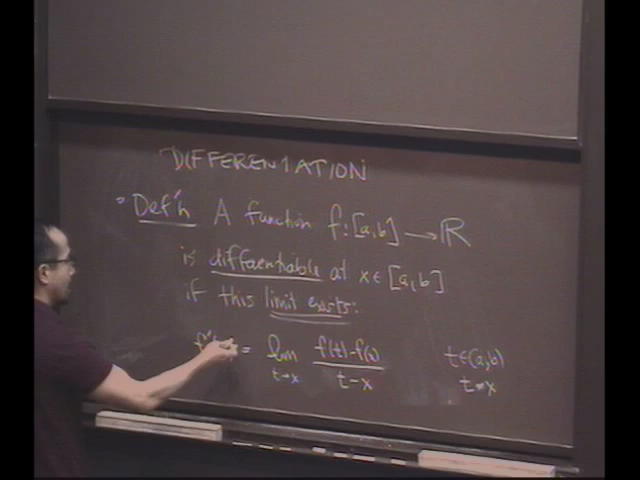 DIFFERENTIATION
• Def'n A function f:[a,b] → ℝ
is differentiable at x ∈ [a,b]
if this limit exists:
= lim t→x f(t)-f(x) / t-x t∈(a,b)
t≠x